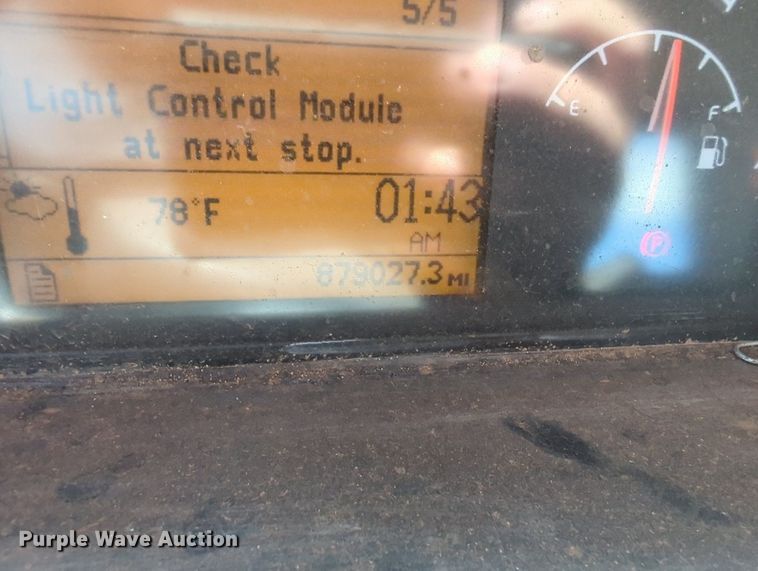 5/5
Check
Light Control Module
at next stop.
78°F
01:43
AM
879027.3 MI
E
F
P
Purple Wave Auction